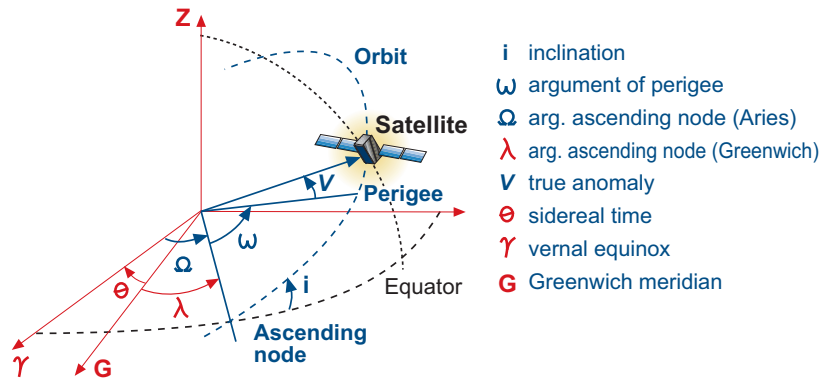 Z
Orbit
Satellite
V
Perigee
ω
Ω
Equator
i
Θ
λ
Ascending
node
γ
G
i inclination
ω argument of perigee
Ω arg. ascending node (Aries)
λ arg. ascending node (Greenwich)
V true anomaly
Θ sidereal time
γ vernal equinox
G Greenwich meridian